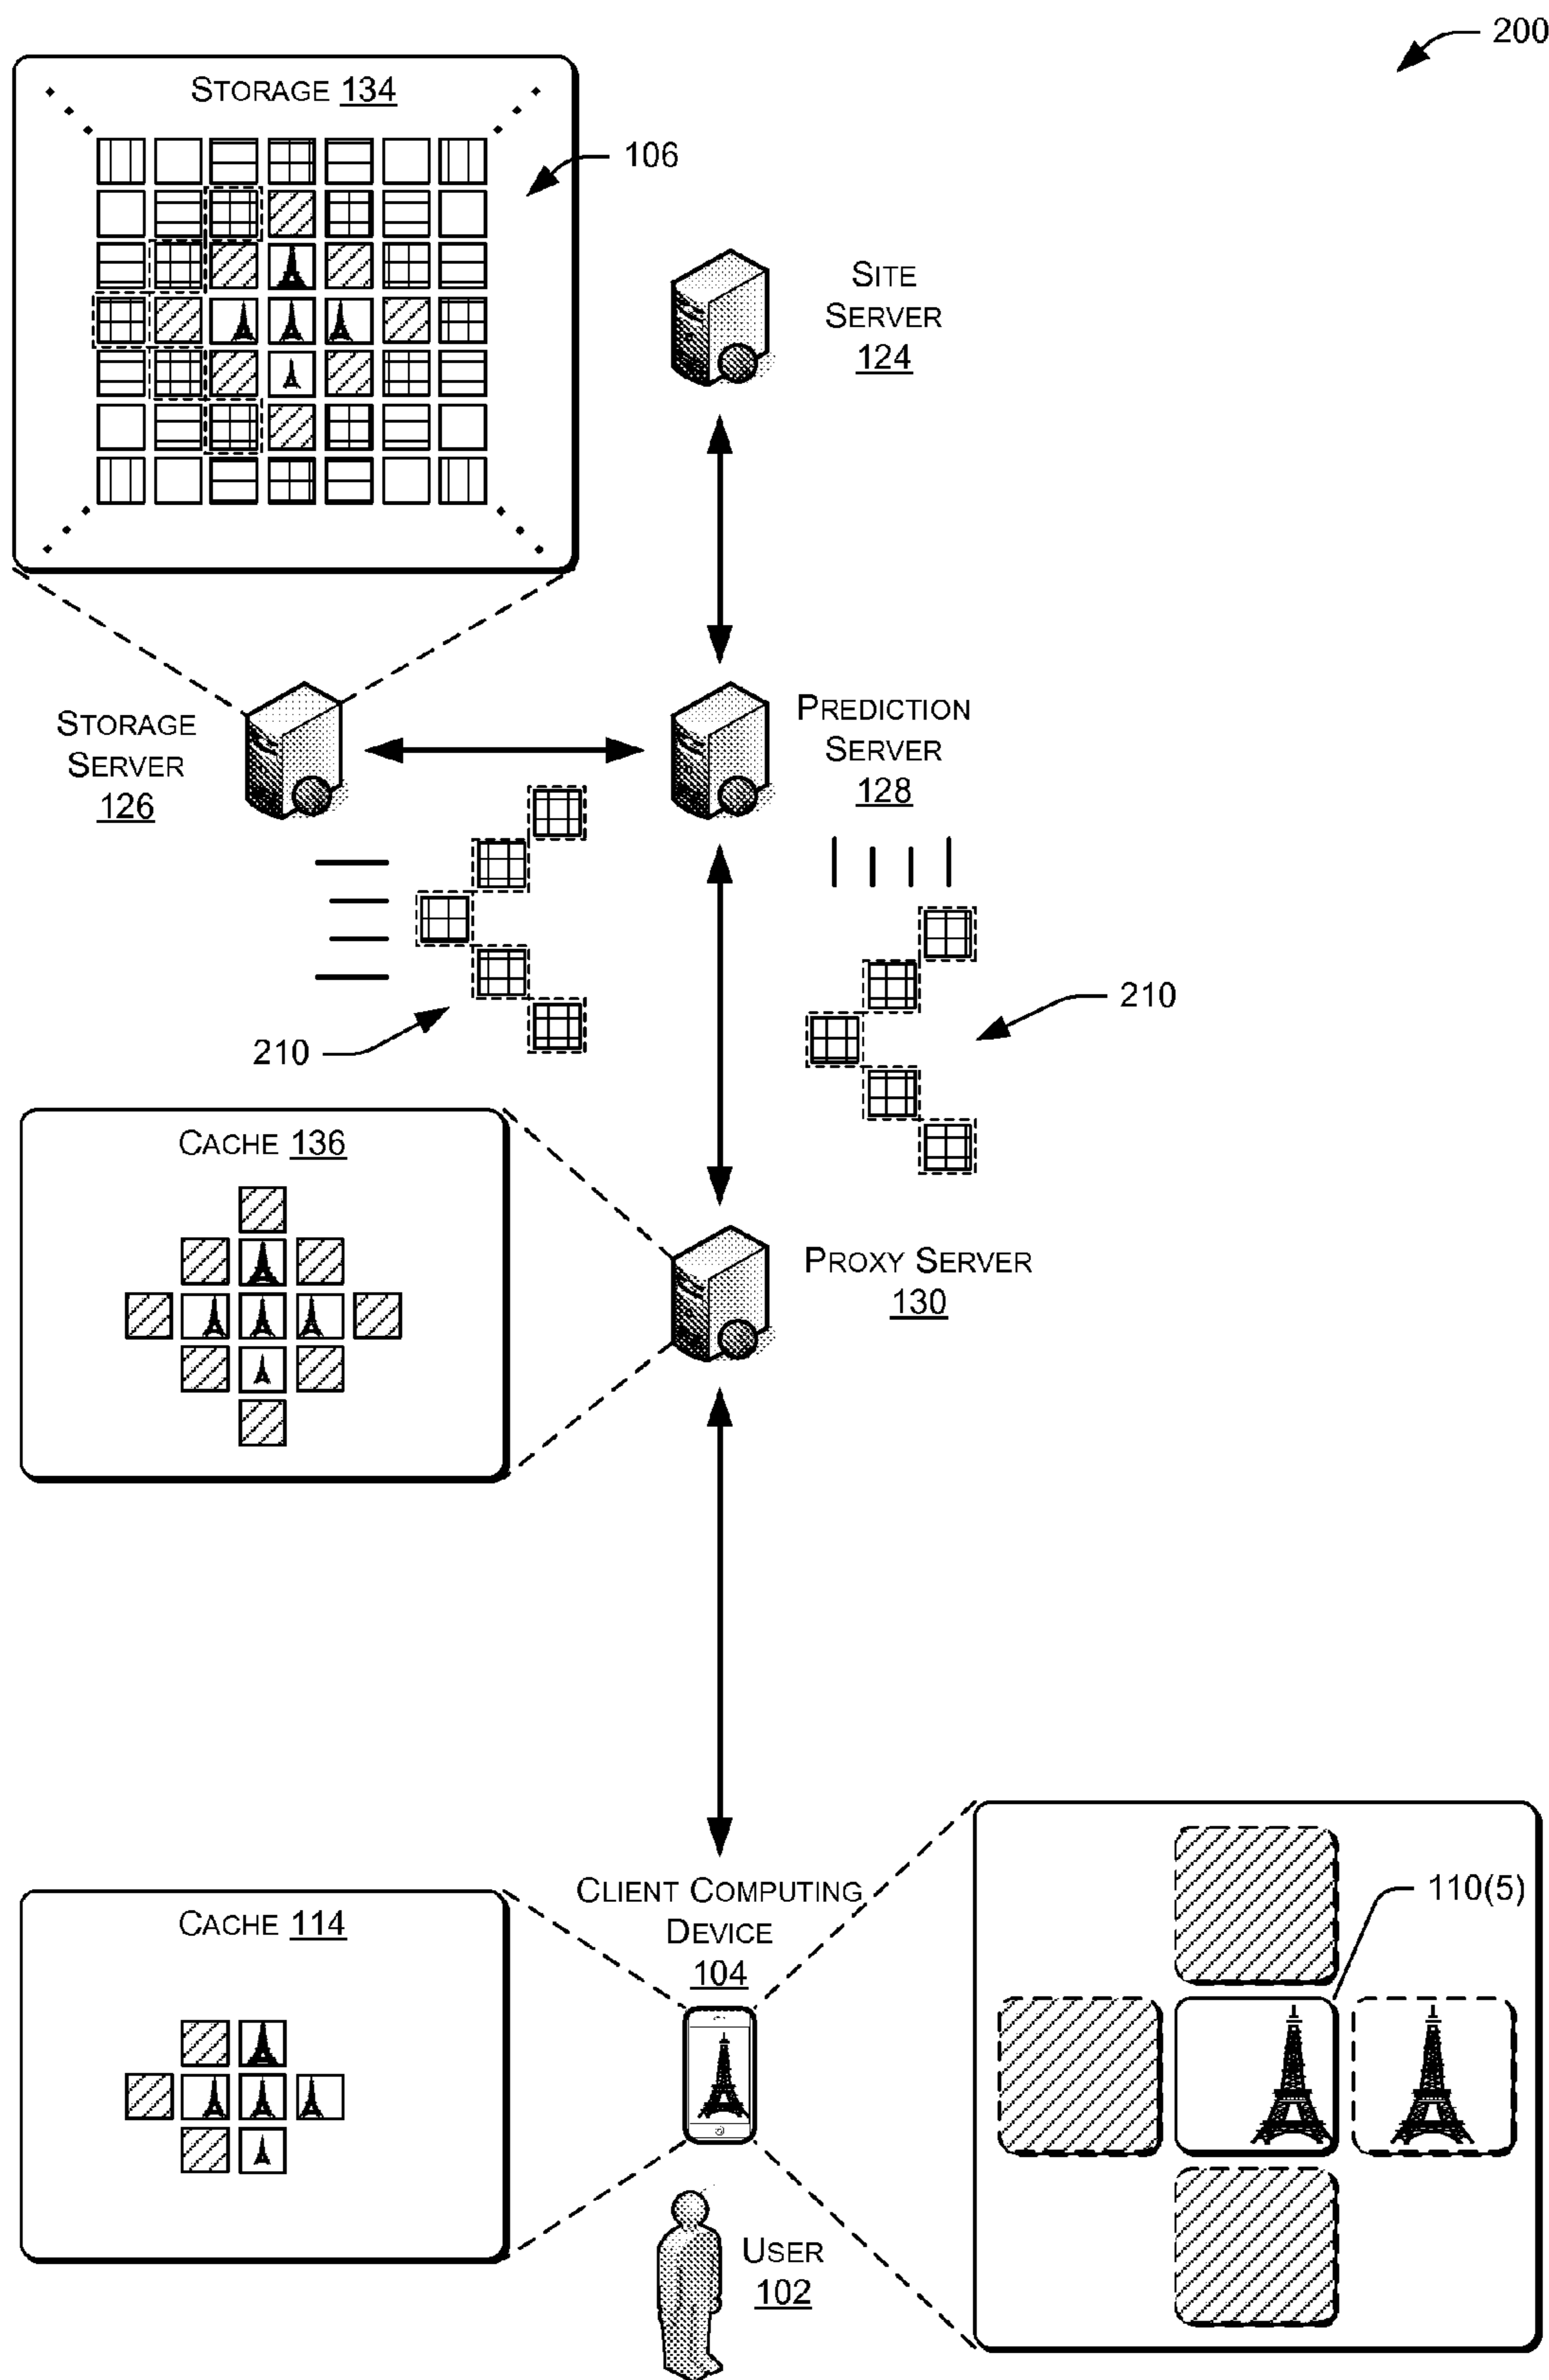 200
STORAGE 134
106
SITE
SERVER
124
STORAGE
SERVER
126
PREDICTION
SERVER
128
210
210
CACHE 136
PROXY SERVER
130
CLIENT COMPUTING
DEVICE
104
110(5)
CACHE 114
USER
102